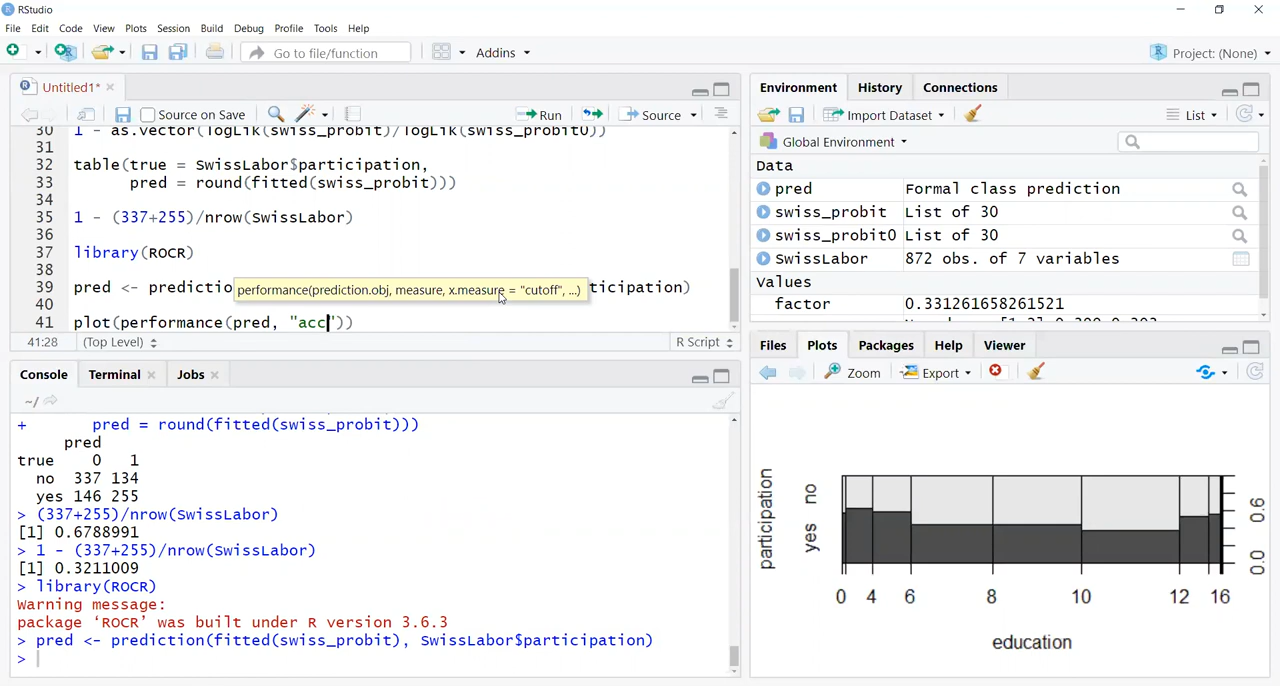 RStudio
File Edit Code View Plots Session Build Debug Profile Tools Help
Go to file/function Addins Project: (None)
Untitled1*
Source on Save Run Source
30 1 - as.vector(logLik(swiss_probit)/logLik(swiss_probit0))
31
32 table(true = SwissLabor$participation,
33 pred = round(fitted(swiss_probit)))
34
35 1 - (337+255)/nrow(SwissLabor)
36
37 library(ROCR)
38
39 pred <- predictio ticipation)
performance(prediction.obj, measure, x.measure = "cutoff", ...)
40
41 plot(performance(pred, "acc"))
41:28 (Top Level) R Script
Console Terminal Jobs
~/
+ pred = round(fitted(swiss_probit)))
pred
true 0 1
no 337 134
yes 146 255
> (337+255)/nrow(SwissLabor)
[1] 0.6788991
> 1 - (337+255)/nrow(SwissLabor)
[1] 0.3211009
> library(ROCR)
Warning message:
package ‘ROCR’ was built under R version 3.6.3
> pred <- prediction(fitted(swiss_probit), SwissLabor$participation)
>
Environment History Connections
Import Dataset List
Global Environment
Data
pred Formal class prediction
swiss_probit List of 30
swiss_probit0 List of 30
SwissLabor 872 obs. of 7 variables
Values
factor 0.331261658261521
Files Plots Packages Help Viewer
Zoom Export
participation
no
yes
0.6
0.0
0 4 6 8 10 12 16
education